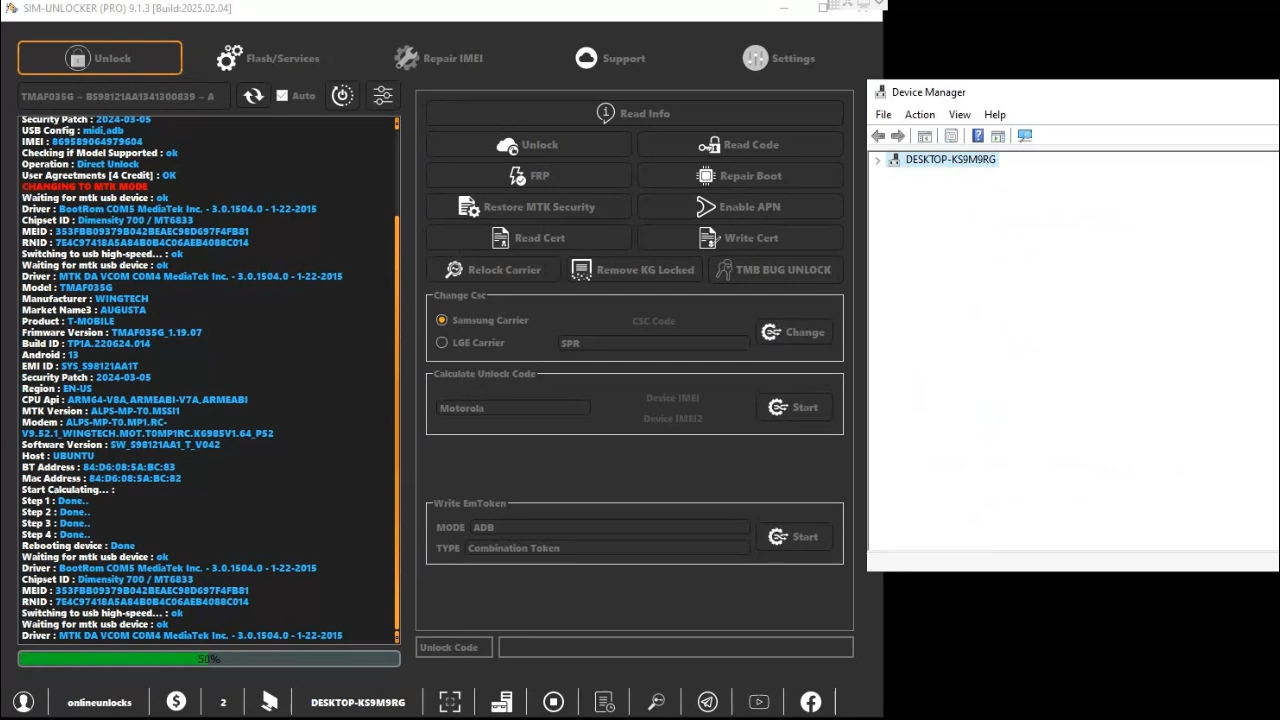 SIM-UNLOCKER (PRO) 9.1.3 [Build:2025.02.04]
Unlock
Flash/Services
Repair IMEI
Support
Settings
TMAF035G ~ BS98121AA1341300839 ~ A
Auto
Security Patch : 2024-03-05
USB Config : midi,adb
IMEI : 869589064979604
Checking if Model Supported : ok
Operation : Direct Unlock
User Agreements [4 Credit] : OK
CHANGING TO MTK MODE
Waiting for mtk usb device : ok
Driver : BootRom COM5 MediaTek Inc. - 3.0.1504.0 - 1-22-2015
Chipset ID : Dimensity 700 / MT6833
MEID : 353FBB09379B042BEAEC98D697F4FB81
RNID : 7E4C97418A5A84B0B4C06AEB4088C014
Switching to usb high-speed... : ok
Waiting for mtk usb device : ok
Driver : MTK DA VCOM COM4 MediaTek Inc. - 3.0.1504.0 - 1-22-2015
Model : TMAF035G
Manufacturer : WINGTECH
Market Name3 : AUGUSTA
Product : T-MOBILE
Frimware Version : TMAF035G_1.19.07
Build ID : TP1A.220624.014
Android : 13
EMI ID : SYS_S98121AA1T
Security Patch : 2024-03-05
Region : EN-US
CPU Api : ARM64-V8A,ARMEABI-V7A,ARMEABI
MTK Version : ALPS-MP-T0.MSSI1
Modem : ALPS-MP-T0.MP1.RC-
V9.52.1_WINGTECH.MOT.T0MP1RC.K6985V1.64_P52
Software Version : SW_S98121AA1_T_V042
Host : UBUNTU
BT Address : 84:D6:08:5A:BC:83
Mac Address : 84:D6:08:5A:BC:82
Start Calculating... :
Step 1 : Done..
Step 2 : Done..
Step 3 : Done..
Step 4 : Done..
Rebooting device : Done
Waiting for mtk usb device : ok
Driver : BootRom COM5 MediaTek Inc. - 3.0.1504.0 - 1-22-2015
Chipset ID : Dimensity 700 / MT6833
MEID : 353FBB09379B042BEAEC98D697F4FB81
RNID : 7E4C97418A5A84B0B4C06AEB4088C014
Switching to usb high-speed... : ok
Waiting for mtk usb device : ok
Driver : MTK DA VCOM COM4 MediaTek Inc. - 3.0.1504.0 - 1-22-2015
50%
Read Info
Unlock
Read Code
FRP
Repair Boot
Restore MTK Security
Enable APN
Read Cert
Write Cert
Relock Carrier
Remove KG Locked
TMB BUG UNLOCK
Change Csc
Samsung Carrier
CSC Code
LGE Carrier
SPR
Change
Calculate Unlock Code
Motorola
Device IMEI
Device IMEI2
Start
Write EmToken
MODE
ADB
TYPE
Combination Token
Start
Unlock Code
onlineunlocks
2
DESKTOP-KS9M9RG
Device Manager
File Action View Help
DESKTOP-KS9M9RG